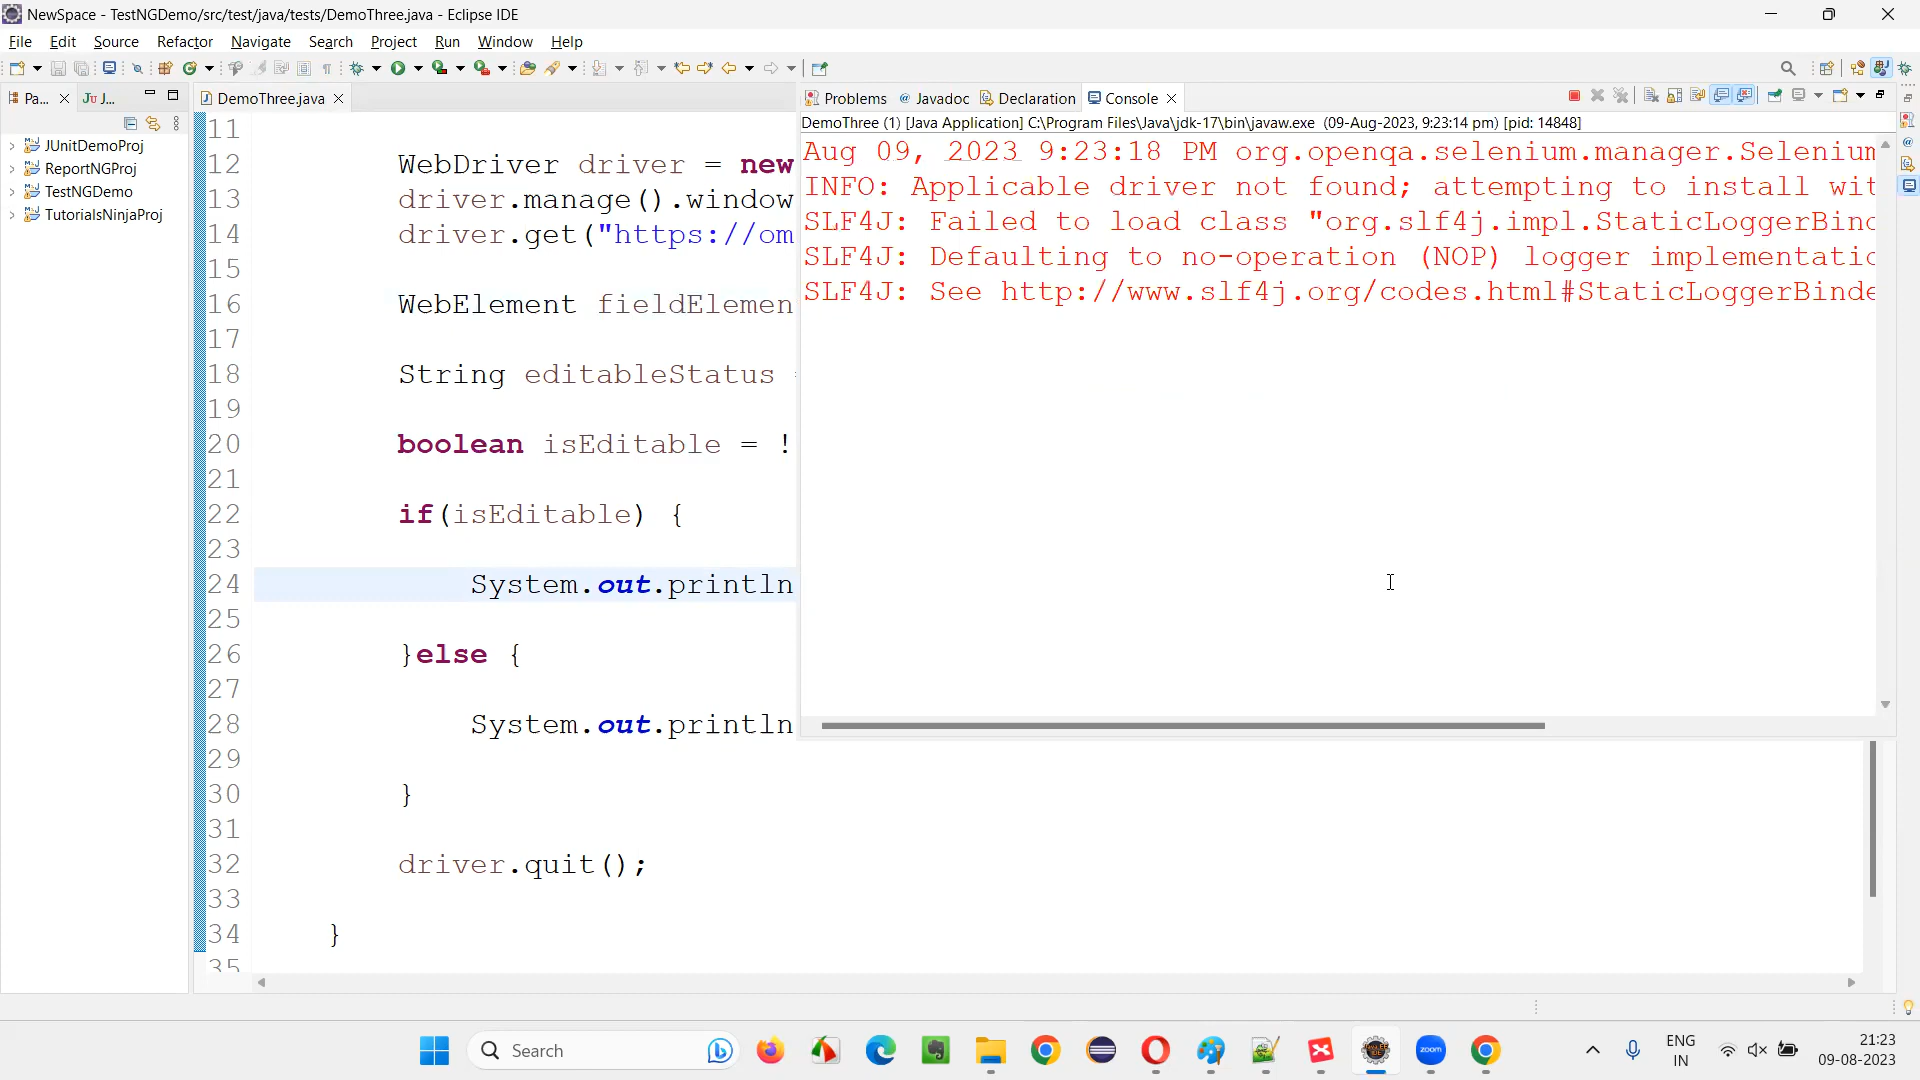 NewSpace - TestNGDemo/src/test/java/tests/DemoThree.java - Eclipse IDE
File Edit Source Refactor Navigate Search Project Run Window Help
Pa... JU J... DemoThree.java Problems Javadoc Declaration Console
DemoThree (1) [Java Application] C:\Program Files\Java\jdk-17\bin\javaw.exe (09-Aug-2023, 9:23:14 pm) [pid: 14848]
JUnitDemoProj
ReportNGProj
TestNGDemo
TutorialsNinjaProj
11
12 WebDriver driver = new
13 driver.manage().window
14 driver.get("https://om
15
16 WebElement fieldElemen
17
18 String editableStatus
19
20 boolean isEditable = !
21
22 if(isEditable) {
23
24 System.out.println
25
26 }else {
27
28 System.out.println
29
30 }
31
32 driver.quit();
33
34 }
35
Aug 09, 2023 9:23:18 PM org.openqa.selenium.manager.Selenium
INFO: Applicable driver not found; attempting to install wit
SLF4J: Failed to load class "org.slf4j.impl.StaticLoggerBind
SLF4J: Defaulting to no-operation (NOP) logger implementatio
SLF4J: See http://www.slf4j.org/codes.html#StaticLoggerBinde
Search
zoom
ENG
IN
21:23
09-08-2023